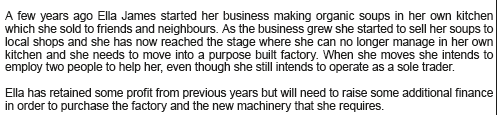 A few years ago Ella James started her business making organic soups in her own kitchen
which she sold to friends and neighbours. As the business grew she started to sell her soups to
local shops and she has now reached the stage where she can no longer manage in her own
kitchen and she needs to move into a purpose built factory. When she moves she intends to
employ two people to help her, even though she still intends to operate as a sole trader.
Ella has retained some profit from previous years but will need to raise some additional finance
in order to purchase the factory and the new machinery that she requires.